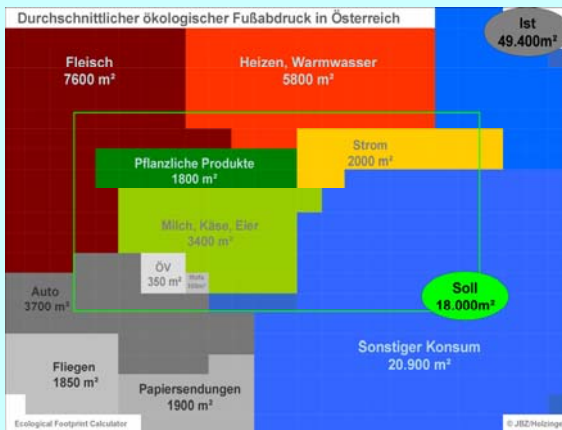 Durchschnittlicher ökologischer Fußabdruck in Österreich
Ist
49.400m²
Fleisch
7600 m²
Heizen, Warmwasser
5800 m²
Strom
2000 m²
Pflanzliche Produkte
1800 m²
Milch, Käse, Eier
3400 m²
ÖV
350 m²
Auto
3700 m²
Soll
18.000m²
Sonstiger Konsum
20.900 m²
Fliegen
1850 m²
Papiersendungen
1900 m²
Ecological Footprint Calculator
© JBZ/Holzinge